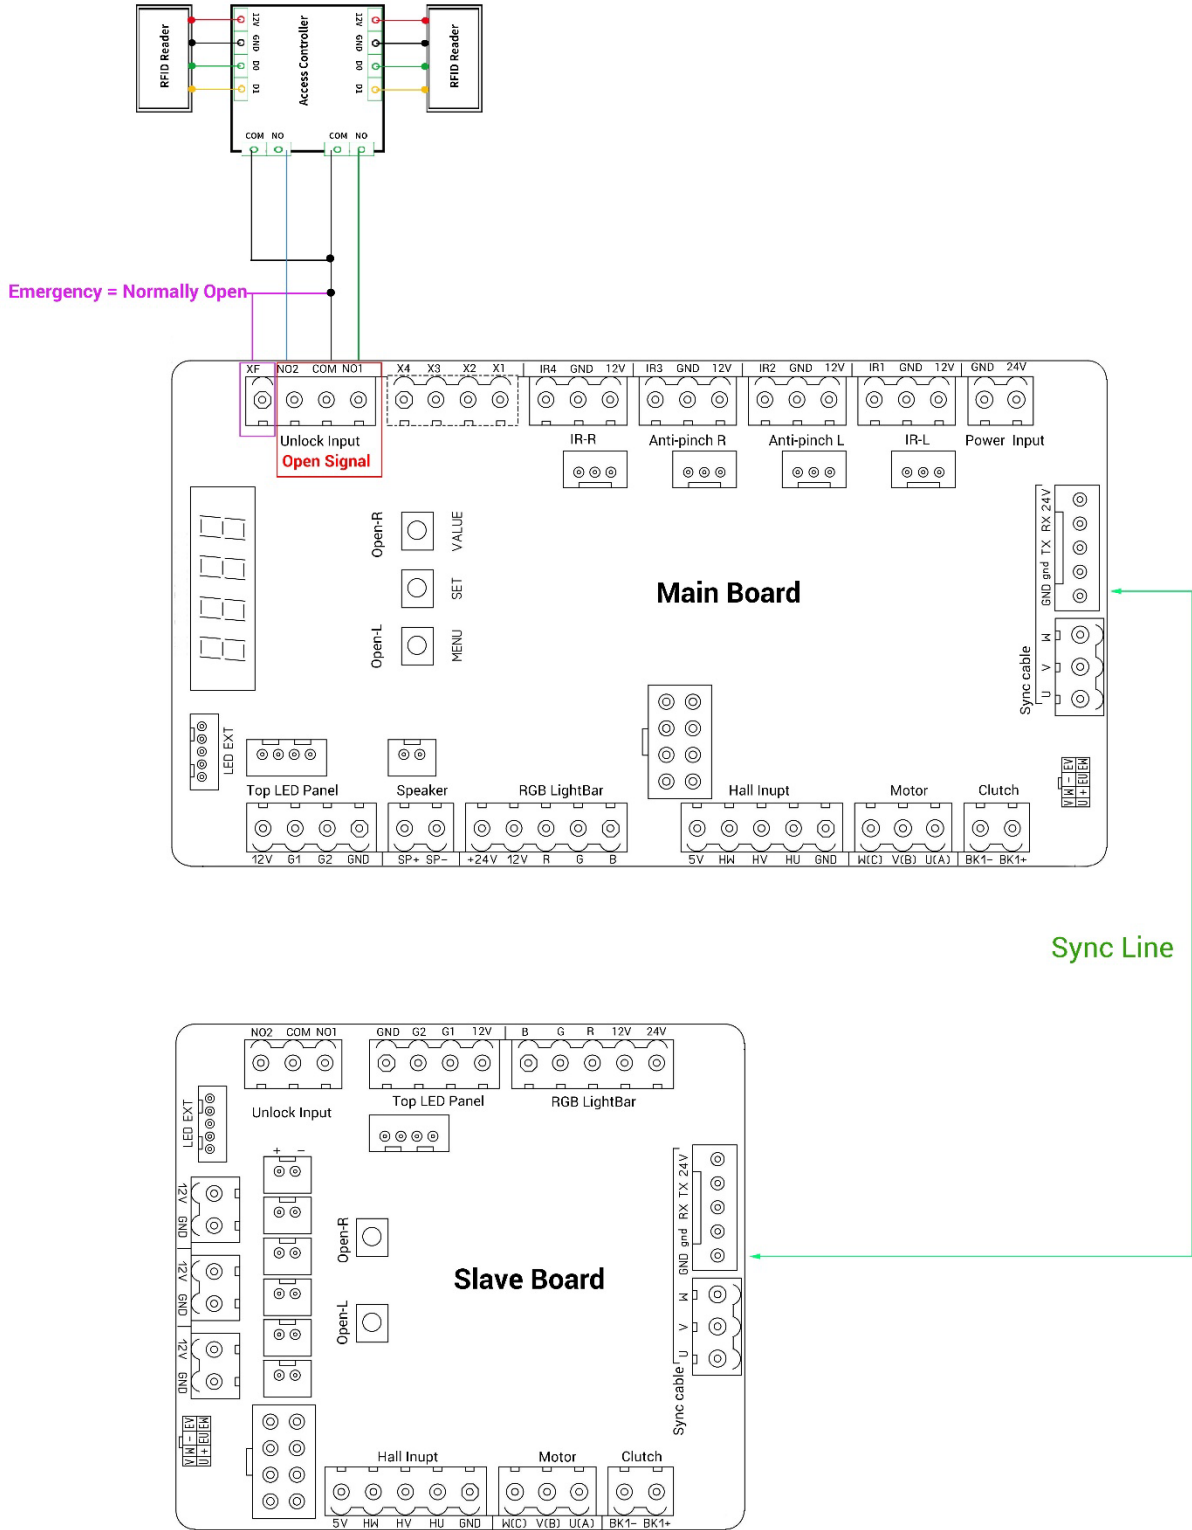 RFID Reader
12V
GND
D0
D1
Access Controller
12V
GND
D0
D1
RFID Reader
COM NO COM NO
Emergency = Normally Open
XF NO2 COM NO1 X4 X3 X2 X1 IR4 GND 12V IR3 GND 12V IR2 GND 12V IR1 GND 12V GND 24V
Unlock Input IR-R Anti-pinch R Anti-pinch L IR-L Power Input
Open Signal
Open-R
VALUE
SET
Open-L
MENU
Main Board
GND gnd TX RX 24V
W
V
U
Sync cable
LED EXT
V W - EV
U + EU EW
Top LED Panel Speaker RGB LightBar Hall Inupt Motor Clutch
12V G1 G2 GND SP+ SP- +24V 12V R G B 5V HW HV HU GND W(C) V(B) U(A) BK1- BK1+
Sync Line
NO2 COM NO1 GND G2 G1 12V B G R 12V 24V
Unlock Input Top LED Panel RGB LightBar
LED EXT
+ -
12V
GND
12V
GND
12V
GND
Open-R
Open-L
Slave Board
GND gnd RX TX 24V
W
V
U
Sync cable
V W - EV
U + EU EW
Hall Inupt Motor Clutch
5V HW HV HU GND W(C) V(B) U(A) BK1- BK1+